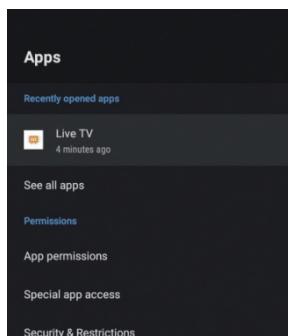 Apps
Recently opened apps
Live TV
4 minutes ago
See all apps
Permissions
App permissions
Special app access
Security & Restrictions